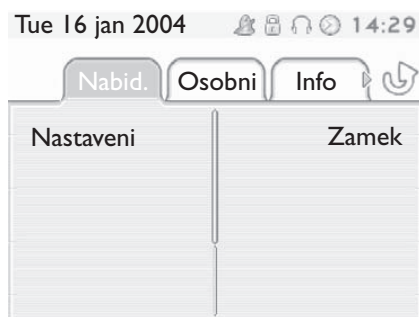 Tue 16 jan 2004 14:29
Nabid. Osobni Info
Nastaveni Zamek